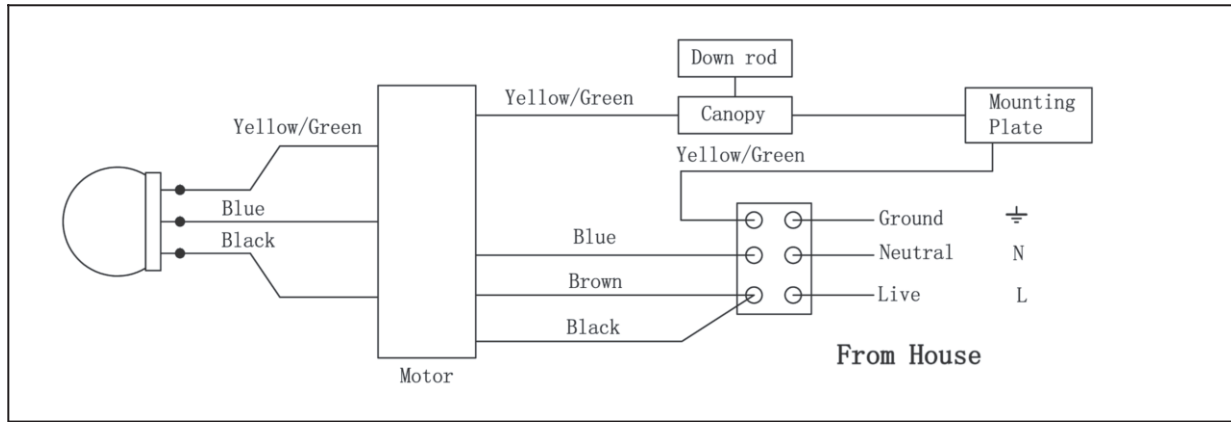 Down rod
Yellow/Green
Canopy
Mounting
Plate
Yellow/Green
Yellow/Green
Blue
Ground
Blue
Neutral
N
Black
Brown
Live
L
Black
From House
Motor